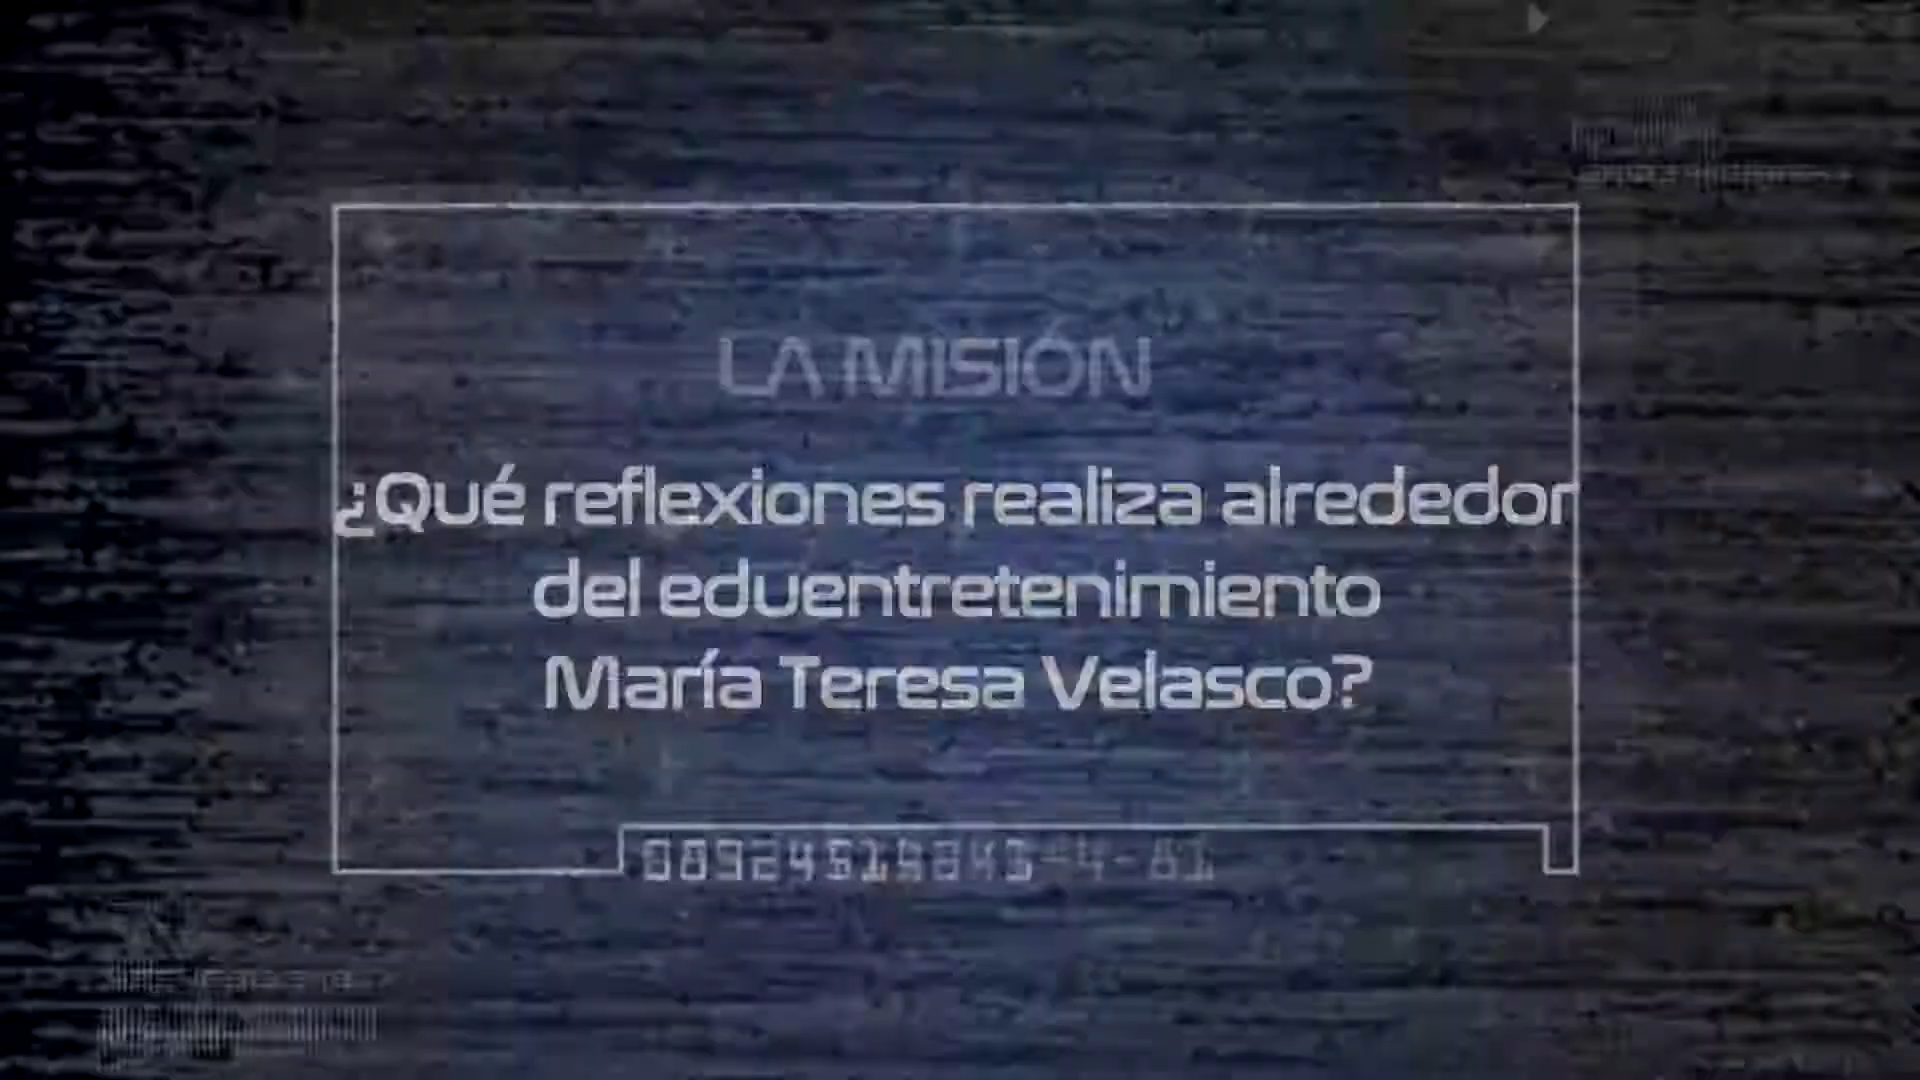 LA MISIÓN
¿Qué reflexiones realiza alrededor
del eduentretenimiento
María Teresa Velasco?